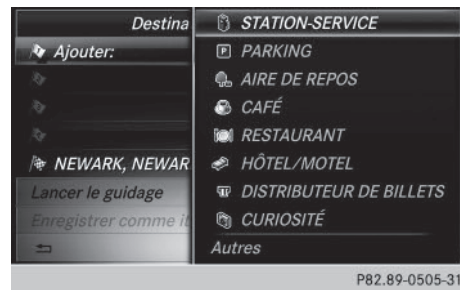 Destina
Ajouter:
NEWARK, NEWAR
Lancer le guidage
Enregistrer comme it
STATION-SERVICE
P PARKING
AIRE DE REPOS
CAFÉ
RESTAURANT
HÔTEL/MOTEL
DISTRIBUTEUR DE BILLETS
CURIOSITÉ
Autres
P82.89-0505-31